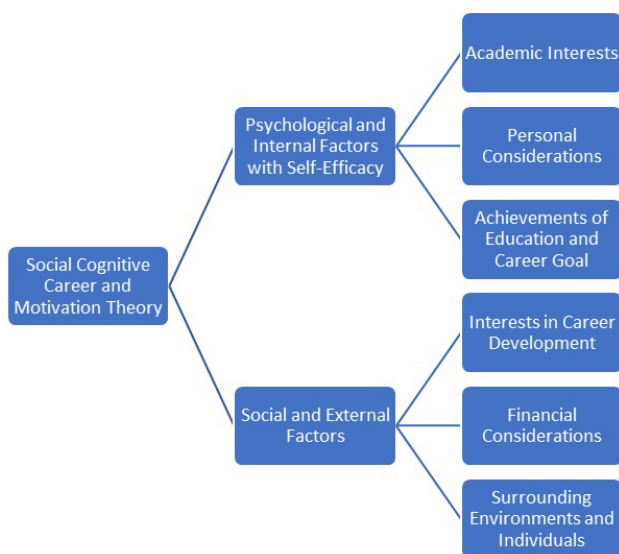 Social Cognitive
Career and
Motivation Theory
Psychological and
Internal Factors
with Self-Efficacy
Academic Interests
Personal
Considerations
Achievements of
Education and
Career Goal
Social and External
Factors
Interests in Career
Development
Financial
Considerations
Surrounding
Environments and
Individuals